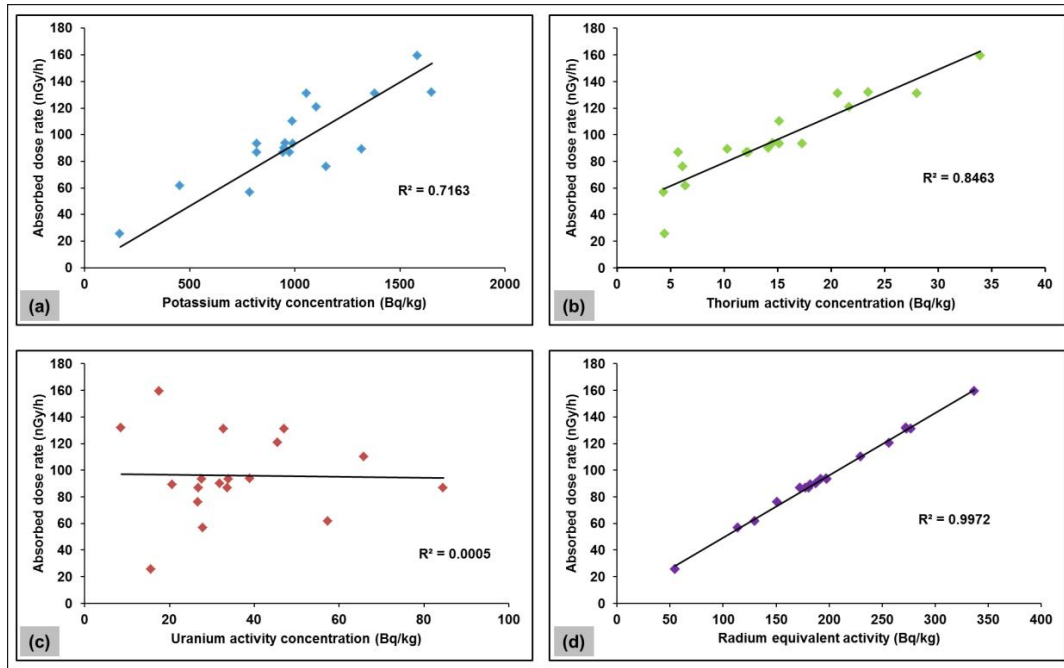 180
160
140
120
100
80
60
40
20
0
Absorbed dose rate (nGy/h)
R² = 0.7163
0 500 1000 1500 2000
Potassium activity concentration (Bq/kg)
(a)
180
160
140
120
100
80
60
40
20
0
Absorbed dose rate (nGy/h)
R² = 0.8463
0 5 10 15 20 25 30 35 40
Thorium activity concentration (Bq/kg)
(b)
180
160
140
120
100
80
60
40
20
0
Absorbed dose rate (nGy/h)
R² = 0.0005
0 20 40 60 80 100
Uranium activity concentration (Bq/kg)
(c)
180
160
140
120
100
80
60
40
20
0
Absorbed dose rate (nGy/h)
R² = 0.9972
0 50 100 150 200 250 300 350 400
Radium equivalent activity (Bq/kg)
(d)